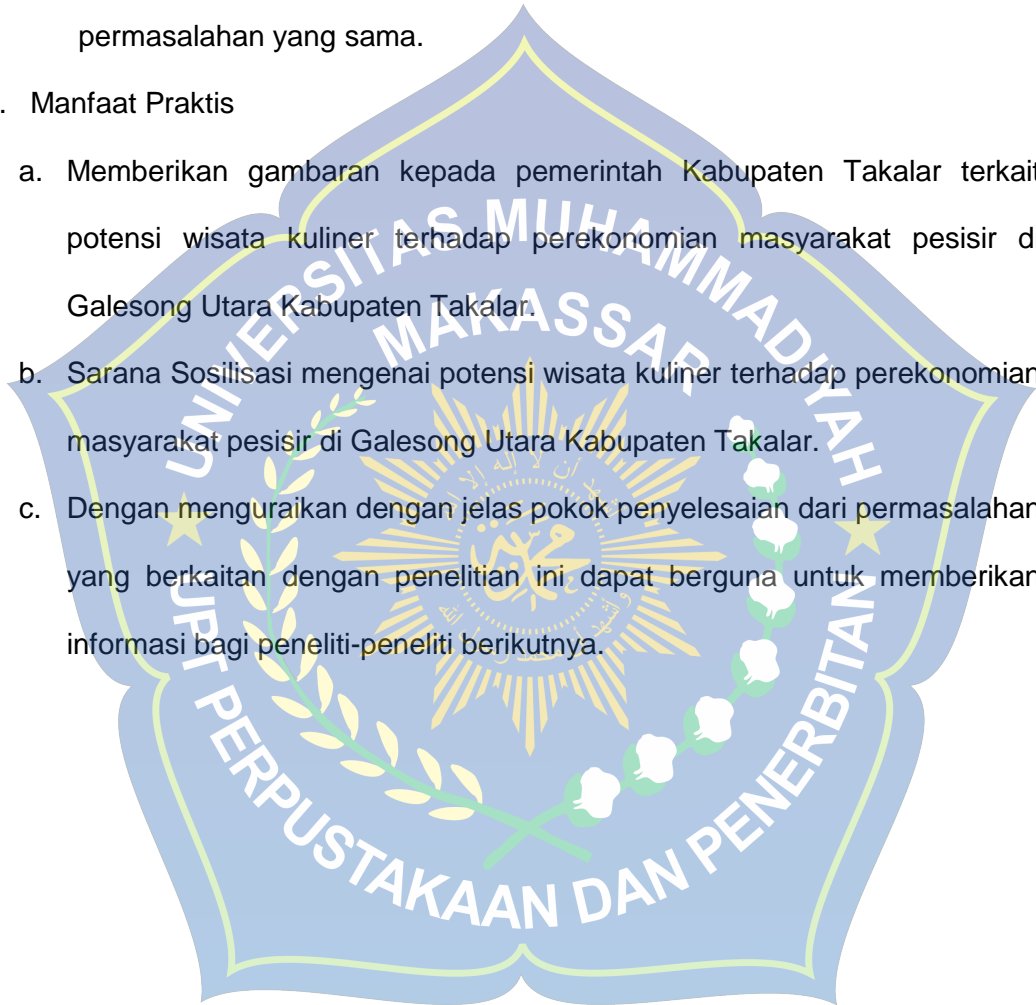 permasalahan yang sama.
. Manfaat Praktis
a. Memberikan gambaran kepada pemerintah Kabupaten Takalar terkait
potensi wisata kuliner terhadap perekonomian masyarakat pesisir d
Galesong Utara Kabupaten Takalar.
b. Sarana Sosilisasi mengenai potensi wisata kuliner terhadap perekonomian
masyarakat pesisir di Galesong Utara Kabupaten Takalar.
c. Dengan menguraikan dengan jelas pokok penyelesaian dari permasalahan
yang berkaitan dengan penelitian ini dapat berguna untuk memberikan
informasi bagi peneliti-peneliti berikutnya.
UNIVERSITAS MUHAMMADIYAH
MAKASSAR
UPT PERPUSTAKAAN DAN PENERBITAN